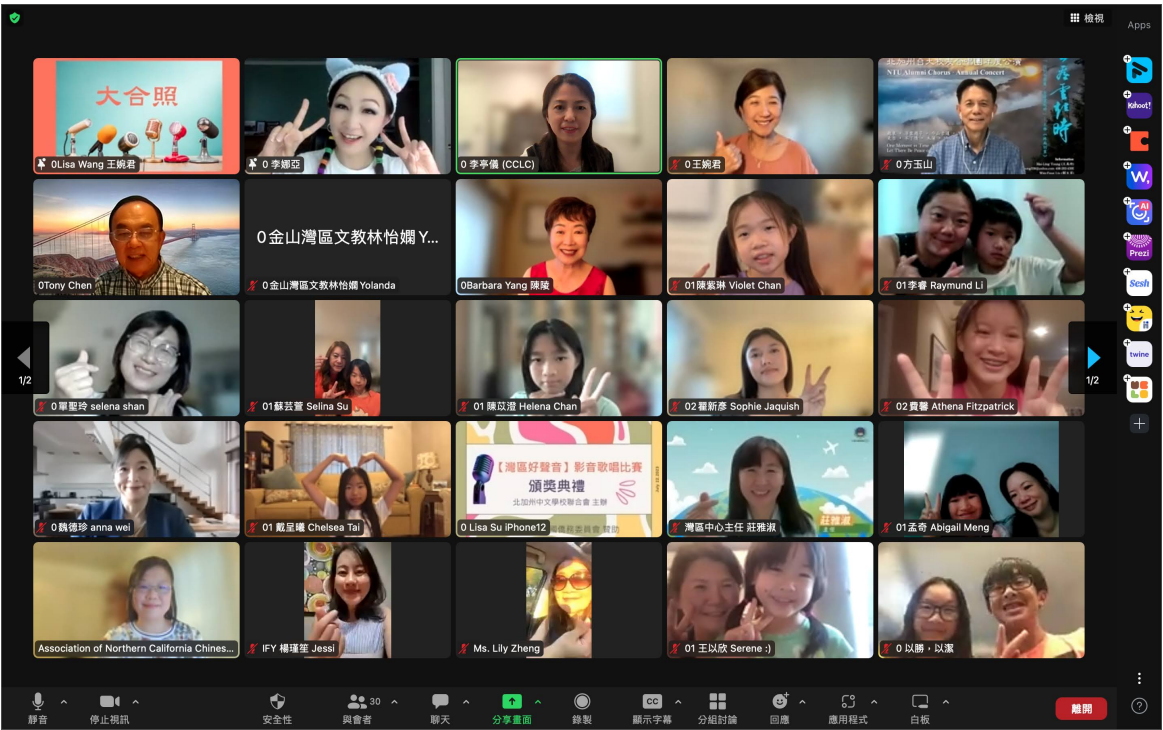 檢視
Apps
大合照
0Lisa Wang 王婉君
0 李娜亞
0 李亭儀 (CCLC)
0 王婉君
NTU Alumni Chorus Annual Concert
0方玉山
0Tony Chen
0金山灣區文教林怡嫻 Y...
0 金山灣區文教林怡嫻 Yolanda
0Barbara Yang 陳陵
01陳紫琳 Violet Chan
01李睿 Raymund Li
Kahoot!
W,
AI
Prezi
Sesh
twine
1/2
1/2
0 單聖玲 selena shan
01蘇芸萱 Selina Su
01 陳苡澄 Helena Chan
02 翟新彥 Sophie Jaquish
02 費馨 Athena Fitzpatrick
0 魏德珍 anna wei
01 戴呈曦 Chelsea Tai
【灣區好聲音】影音歌唱比賽
頒獎典禮
北加州中文學校聯合會 主辦
僑務委員會 贊助
0 Lisa Su iPhone12
莊雅淑
灣區中心主任 莊雅淑
01孟奇 Abigail Meng
Association of Northern California Chines...
IFY 楊瑾笙 Jessi
Ms. Lily Zheng
01 王以欣 Serene :)
0 以勝，以潔
靜音
停止視訊
安全性
30
與會者
聊天
分享畫面
錄製
CC
顯示字幕
分組討論
回應
應用程式
白板
離開